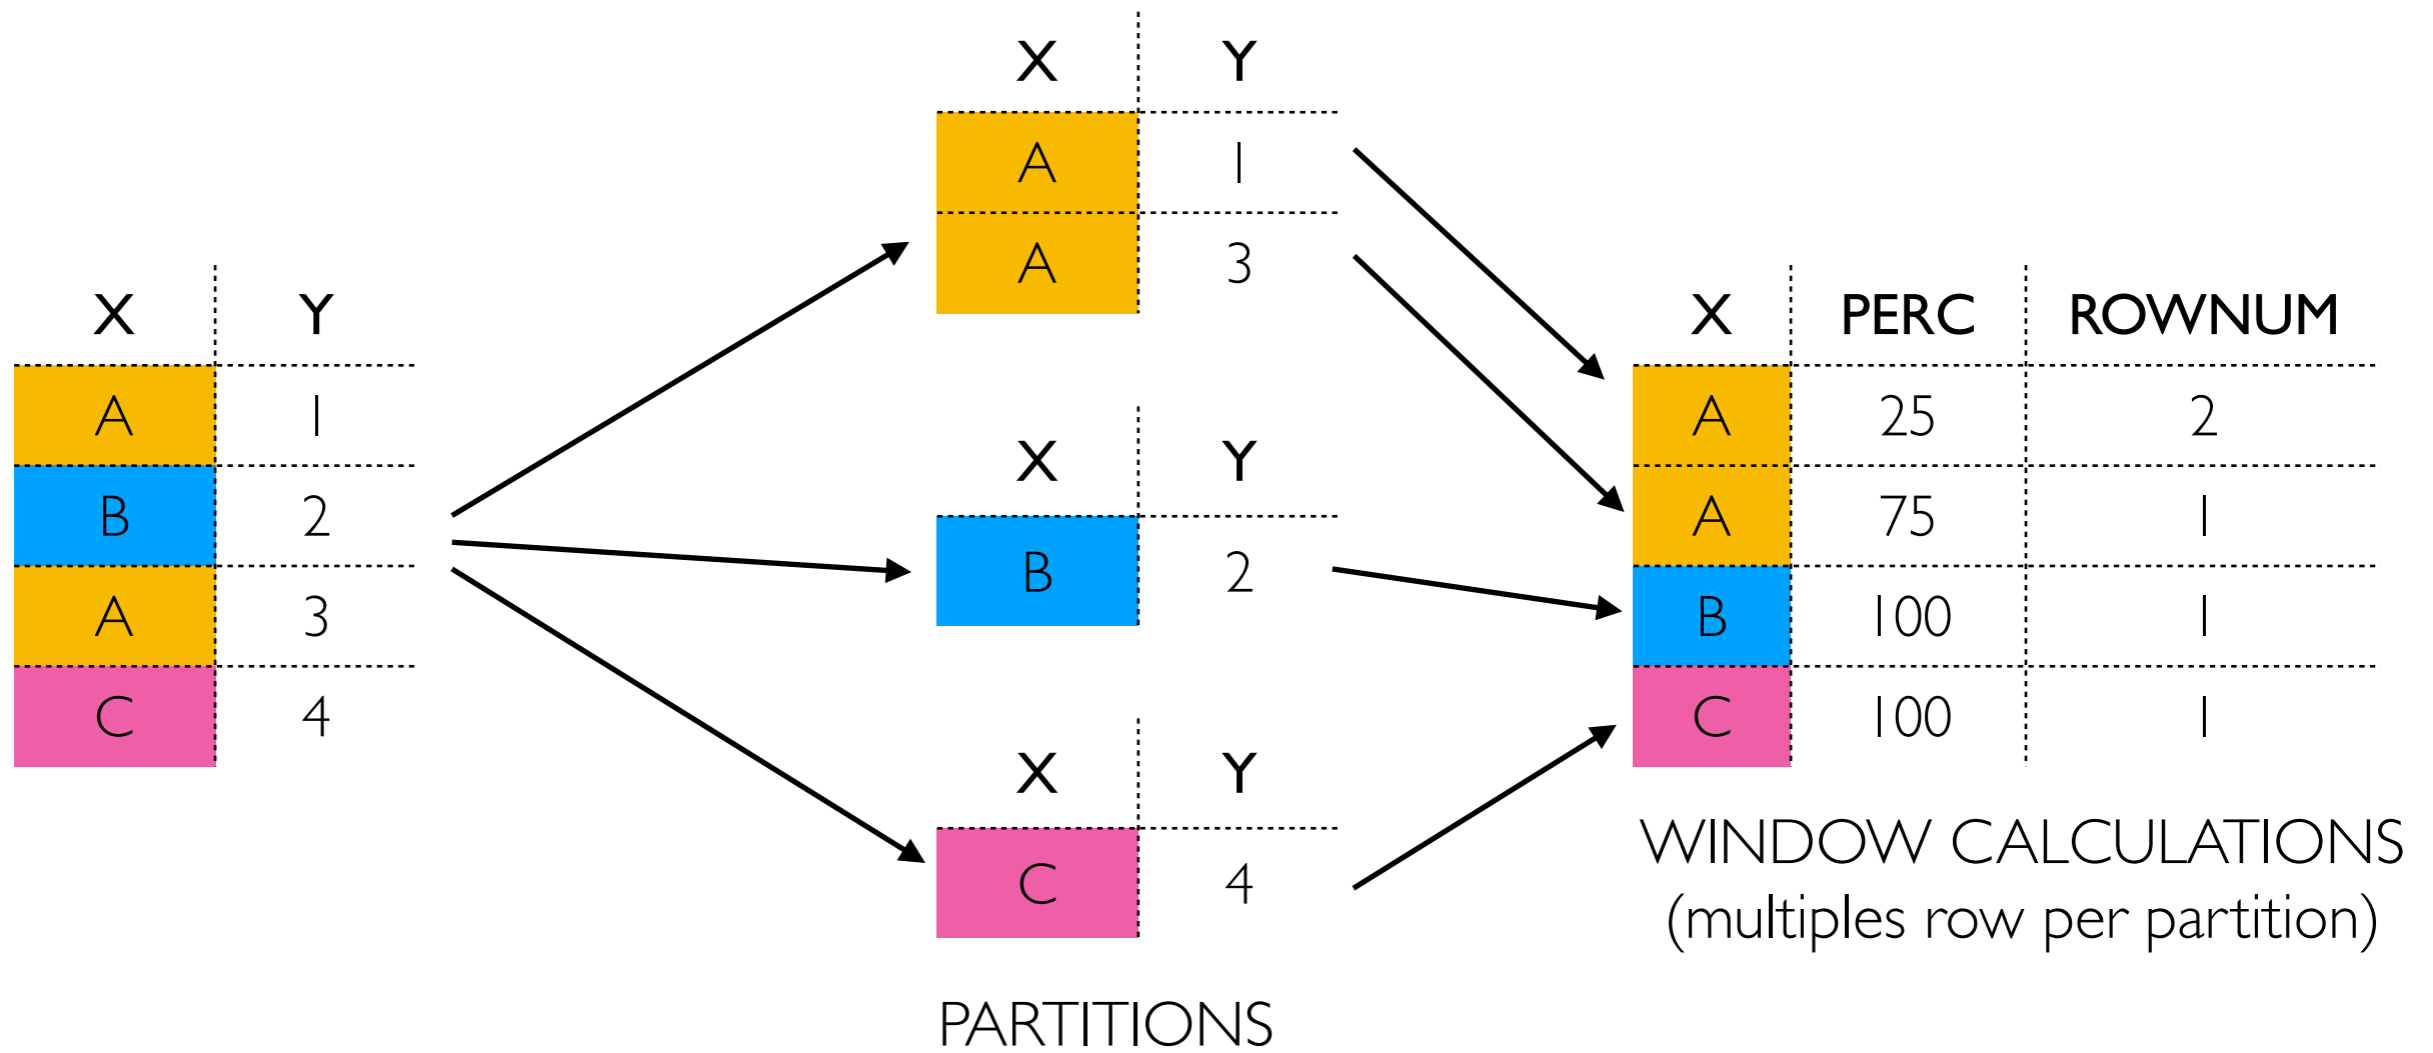 X Y
A 1
B 2
A 3
C 4
X Y
A 1
A 3
X Y
B 2
X Y
C 4
PARTITIONS
X PERC ROWNUM
A 25 2
A 75 1
B 100 1
C 100 1
WINDOW CALCULATIONS
(multiples row per partition)